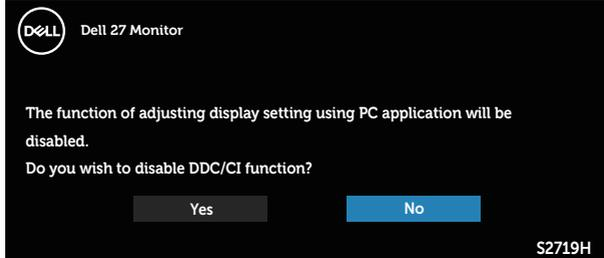 DELL Dell 27 Monitor
The function of adjusting display setting using PC application will be
disabled.
Do you wish to disable DDC/CI function?
Yes No
S2719H